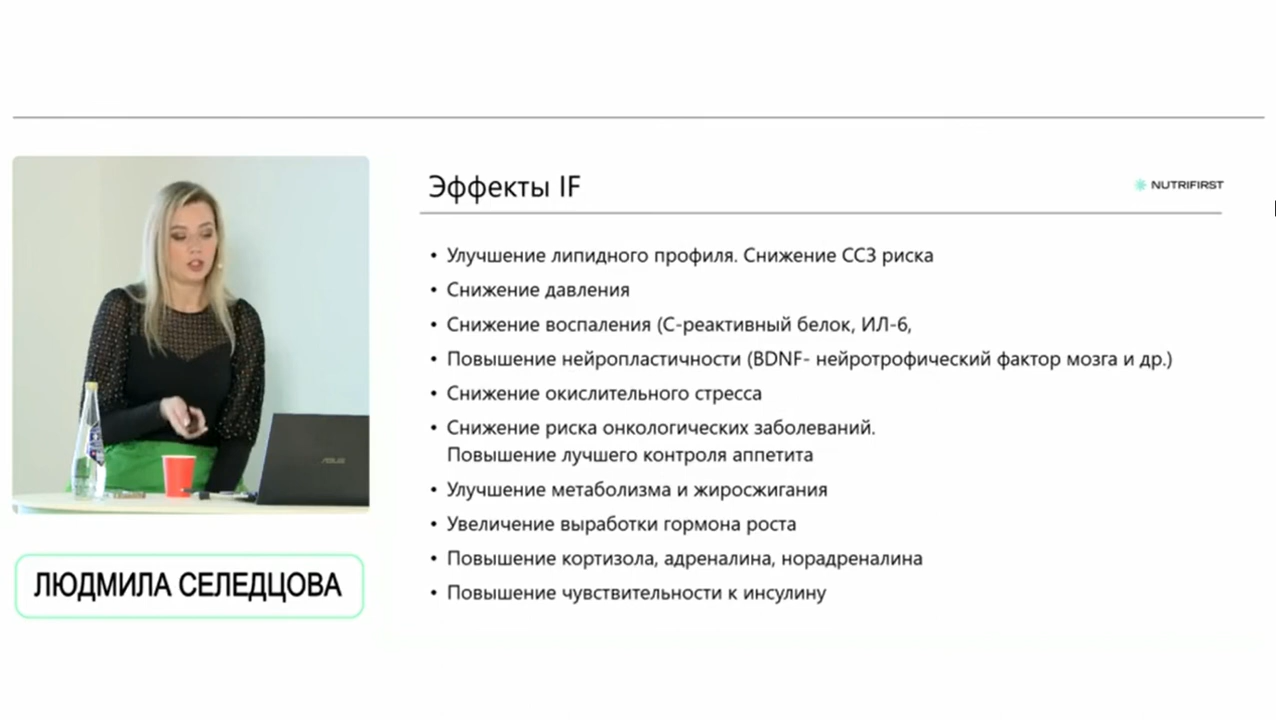 Эффекты IF
NUTRIFIRST
• Улучшение липидного профиля. Снижение ССЗ риска
• Снижение давления
• Снижение воспаления (С-реактивный белок, ИЛ-6,
• Повышение нейропластичности (BDNF- нейротрофический фактор мозга и др.)
• Снижение окислительного стресса
• Снижение риска онкологических заболеваний.
Повышение лучшего контроля аппетита
• Улучшение метаболизма и жиросжигания
• Увеличение выработки гормона роста
• Повышение кортизола, адреналина, норадреналина
• Повышение чувствительности к инсулину
ASUS
ЛЮДМИЛА СЕЛЕДЦОВА